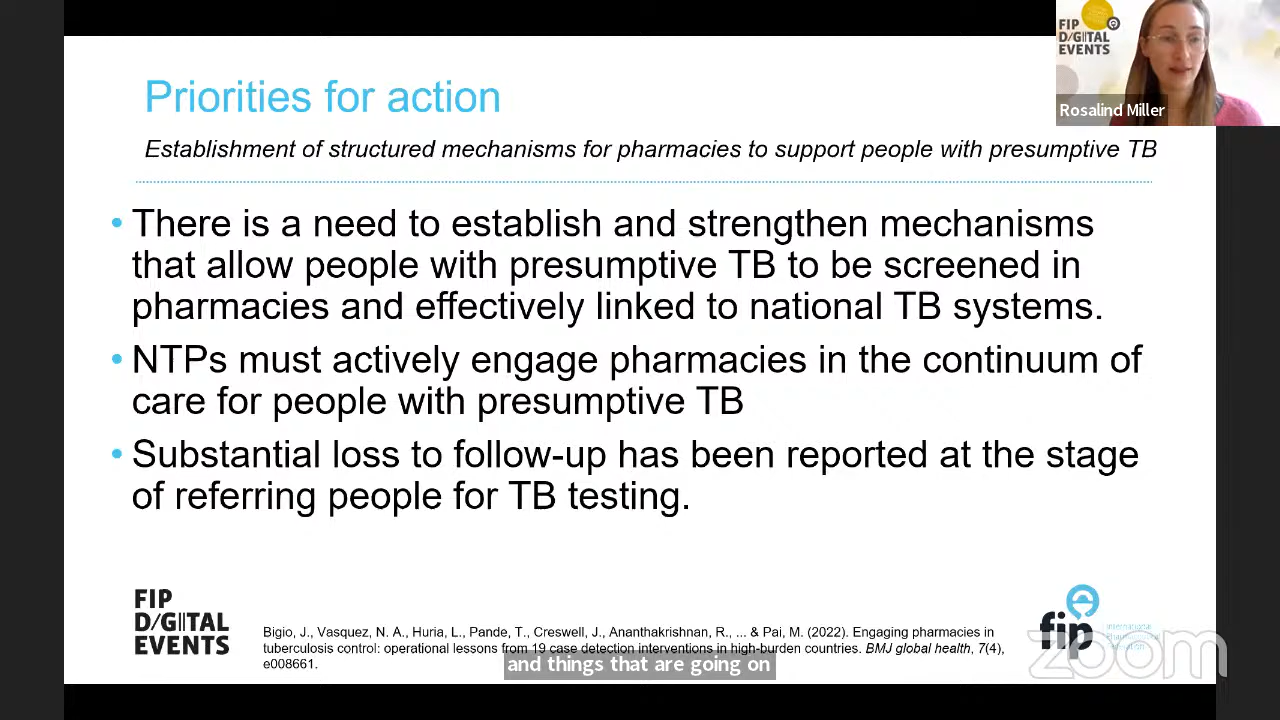 Priorities for action
Establishment of structured mechanisms for pharmacies to support people with presumptive TB
• There is a need to establish and strengthen mechanisms
that allow people with presumptive TB to be screened in
pharmacies and effectively linked to national TB systems.
• NTPs must actively engage pharmacies in the continuum of
care for people with presumptive TB
• Substantial loss to follow-up has been reported at the stage
of referring people for TB testing.
FIP
D/GITAL
EVENTS
Rosalind Miller
FIP
D/GITAL
EVENTS
Bigio, J., Vasquez, N. A., Huria, L., Pande, T., Creswell, J., Ananthakrishnan, R., ... & Pai, M. (2022). Engaging pharmacies in
tuberculosis control: operational lessons from 19 case detection interventions in high-burden countries. BMJ global health, 7(4),
e008661.
and things that are going on
fip
International
Pharmaceutical
Federation
zoom